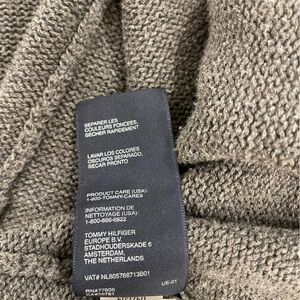 SEPARER LES
COULEURS FONCEES,
SECHER RAPIDEMENT
LAVAR LOS COLORES
OSCUROS SEPARADO,
SECAR PRONTO
PRODUCT CARE (USA):
1-800-TOMMY-CARES
INFORMATION DE
NETTOYAGE (USA):
1-800-866-6922
TOMMY HILFIGER
EUROPE B.V.
STADHOUDERSKADE 6
AMSTERDAM,
THE NETHERLANDS
VAT# NL805768713B01
UE-21
RN#77806